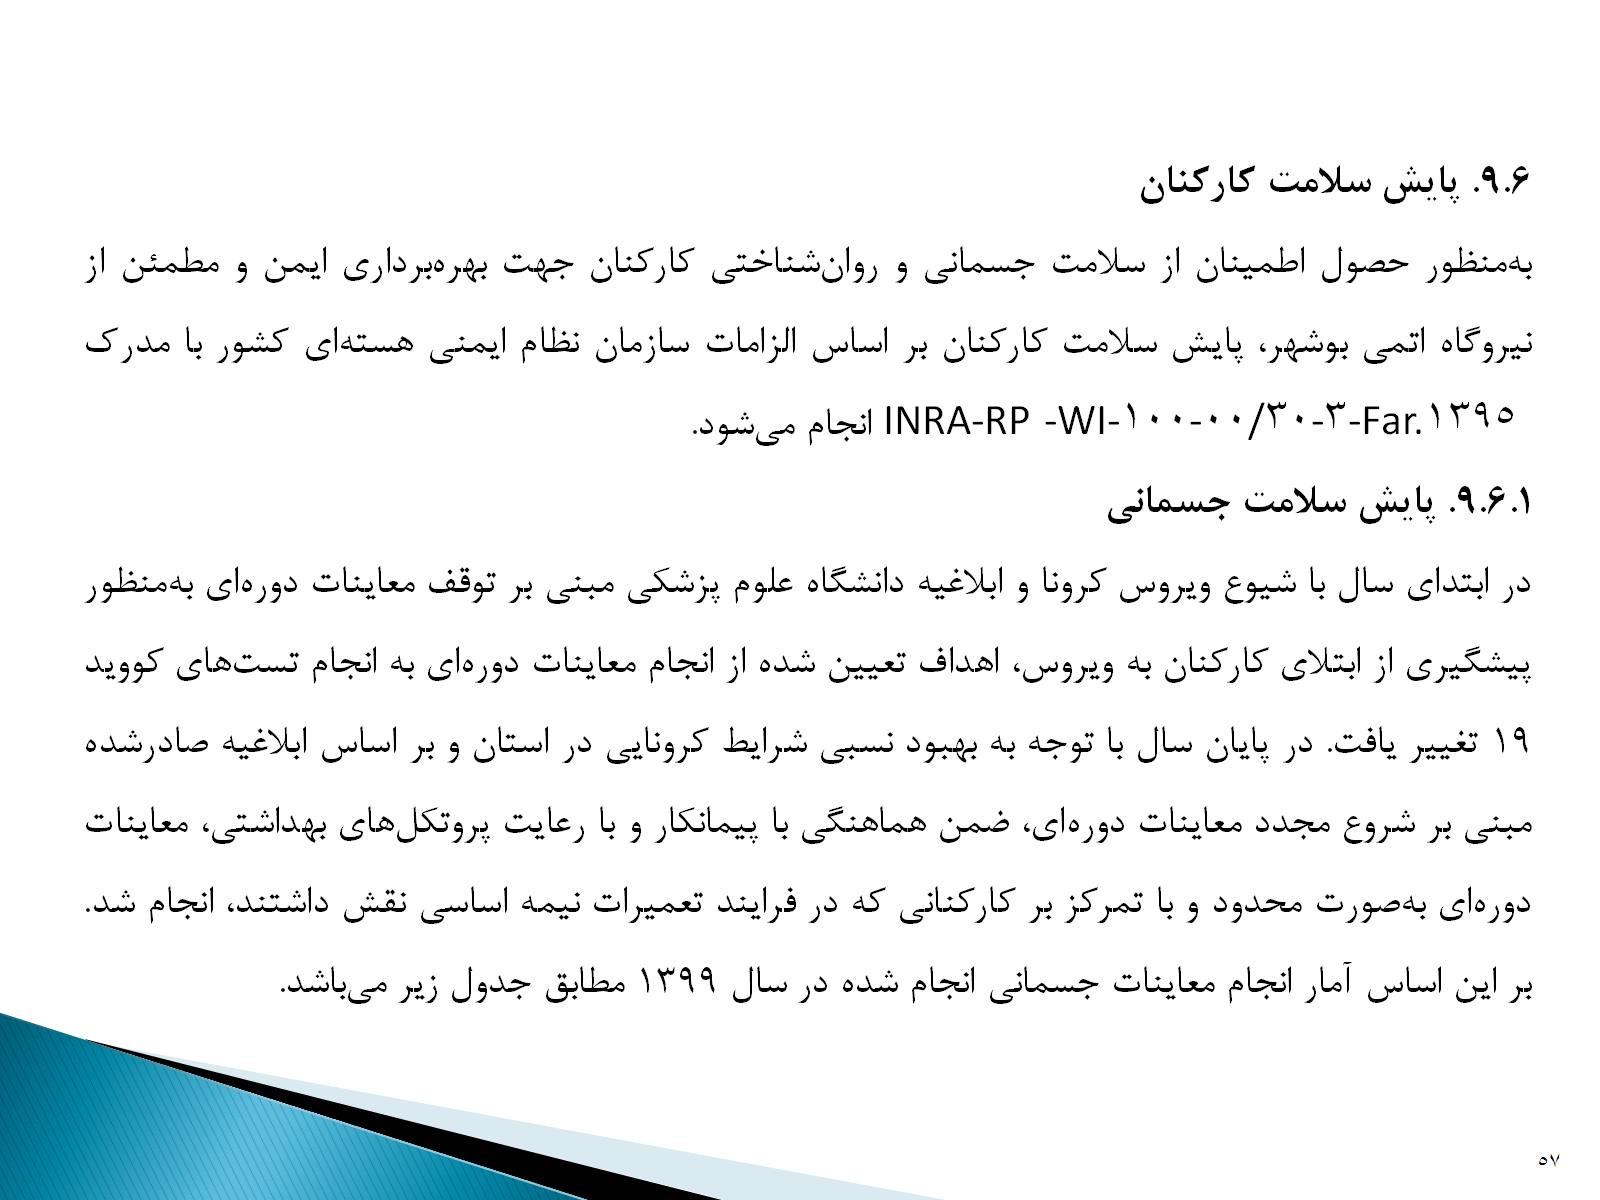 ۹.۶. پایش سلامت کارکنان
به‌منظور حصول اطمینان از سلامت جسمانی و روان‌شناختی کارکنان جهت بهره‌برداری ایمن و مطمئن از
نیروگاه اتمی بوشهر، پایش سلامت کارکنان بر اساس الزامات سازمان نظام ایمنی هسته‌ای کشور با مدرک
INRA-RP -WI-۱۰۰-۰۰/۳۰-۳-Far.۱۳۹۵ انجام می‌شود.
۹.۶.۱. پایش سلامت جسمانی
در ابتدای سال با شیوع ویروس کرونا و ابلاغیه دانشگاه علوم پزشکی مبنی بر توقف معاینات دوره‌ای به‌منظور
پیشگیری از ابتلای کارکنان به ویروس، اهداف تعیین شده از انجام معاینات دوره‌ای به انجام تست‌های کووید
۱۹ تغییر یافت. در پایان سال با توجه به بهبود نسبی شرایط کرونایی در استان و بر اساس ابلاغیه صادرشده
مبنی بر شروع مجدد معاینات دوره‌ای، ضمن هماهنگی با پیمانکار و با رعایت پروتکل‌های بهداشتی، معاینات
دوره‌ای به‌صورت محدود و با تمرکز بر کارکنانی که در فرایند تعمیرات نیمه اساسی نقش داشتند، انجام شد.
بر این اساس آمار انجام معاینات جسمانی انجام شده در سال ۱۳۹۹ مطابق جدول زیر می‌باشد.
۵۷